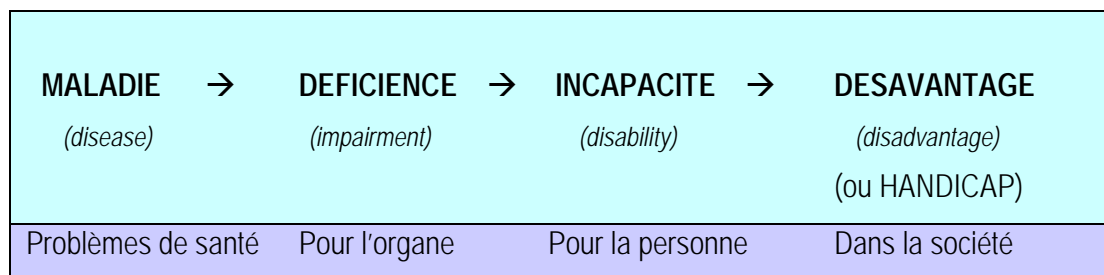 MALADIE → DEFICIENCE → INCAPACITE → DESAVANTAGE
(disease) (impairment) (disability) (disadvantage)
(ou HANDICAP)
Problèmes de santé Pour l'organe Pour la personne Dans la société